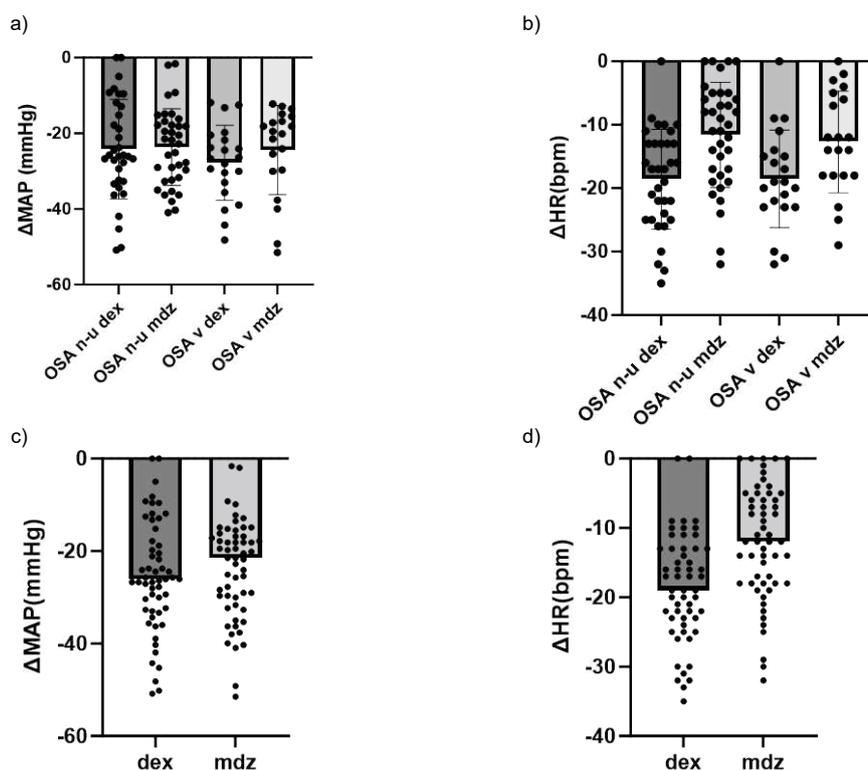 a)
ΔMAP (mmHg)
0
-20
-40
-60
OSA n-u dex
OSA n-u mdz
OSA v dex
OSA v mdz
b)
ΔHR(bpm)
0
-10
-20
-30
-40
OSA n-u dex
OSA n-u mdz
OSA v dex
OSA v mdz
c)
ΔMAP(mmHg)
0
-20
-40
-60
dex
mdz
d)
ΔHR(bpm)
0
-10
-20
-30
-40
dex
mdz